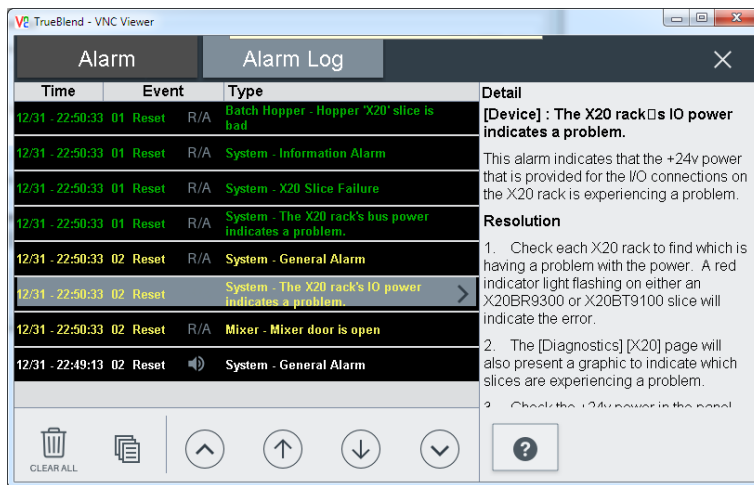 TrueBlend - VNC Viewer
Alarm
Alarm Log
Time Event Type
12/31 - 22:50:33 01 Reset R/A Batch Hopper - Hopper 'X20' slice is
bad
12/31 - 22:50:33 01 Reset R/A System - Information Alarm
12/31 - 22:50:33 01 Reset R/A System - X20 Slice Failure
12/31 - 22:50:33 01 Reset R/A System - The X20 rack's bus power
indicates a problem.
12/31 - 22:50:33 02 Reset R/A System - General Alarm
12/31 - 22:50:33 02 Reset System - The X20 rack's IO power
indicates a problem.
12/31 - 22:50:33 02 Reset R/A Mixer - Mixer door is open
12/31 - 22:49:13 02 Reset System - General Alarm
CLEAR ALL
Detail
[Device] : The X20 rack□s IO power
indicates a problem.
This alarm indicates that the +24v power
that is provided for the I/O connections on
the X20 rack is experiencing a problem.
Resolution
1. Check each X20 rack to find which is
having a problem with the power. A red
indicator light flashing on either an
X20BR9300 or X20BT9100 slice will
indicate the error.
2. The [Diagnostics] [X20] page will
also present a graphic to indicate which
slices are experiencing a problem.
3. Check the +24v power in the panel